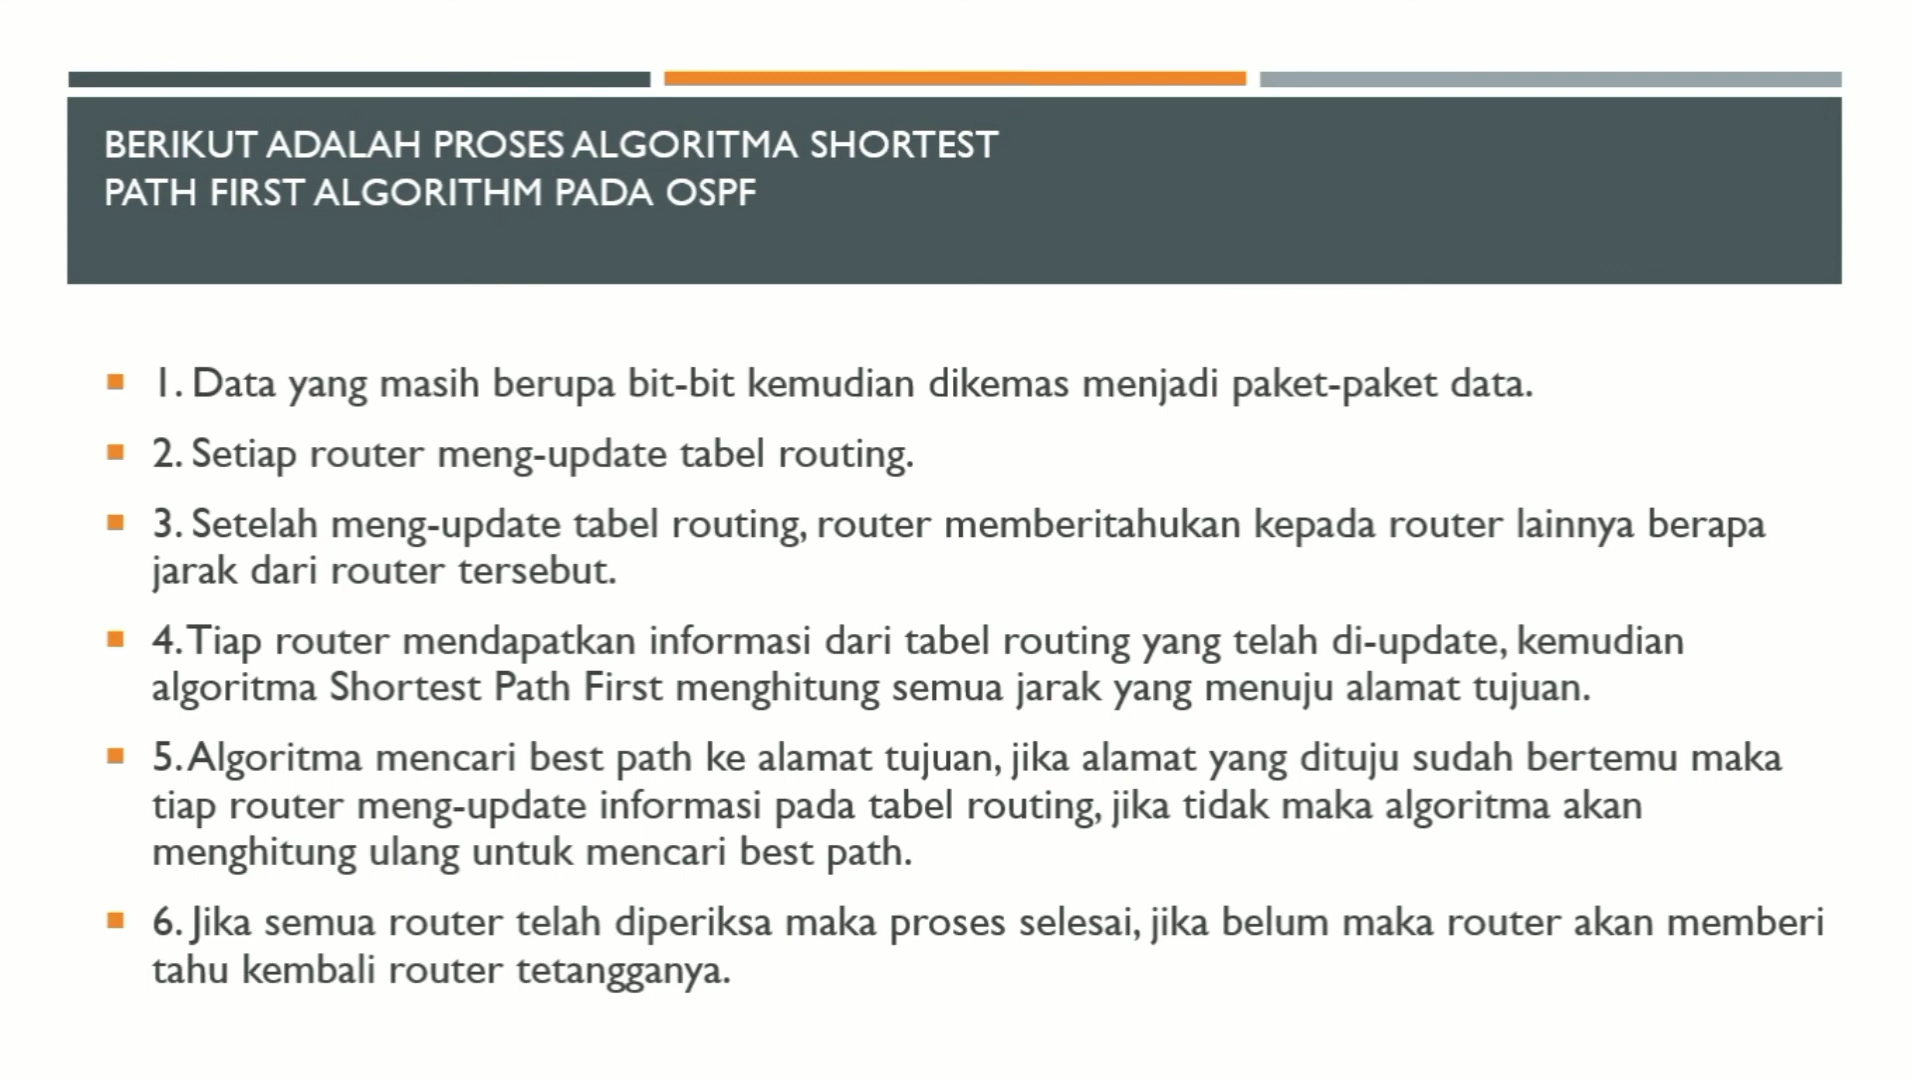 BERIKUT ADALAH PROSES ALGORITMA SHORTEST
PATH FIRST ALGORITHM PADA OSPF
1. Data yang masih berupa bit-bit kemudian dikemas menjadi paket-paket data.
2. Setiap router meng-update tabel routing.
3. Setelah meng-update tabel routing, router memberitahukan kepada router lainnya berapa
jarak dari router tersebut.
4. Tiap router mendapatkan informasi dari tabel routing yang telah di-update, kemudian
algoritma Shortest Path First menghitung semua jarak yang menuju alamat tujuan.
5. Algoritma mencari best path ke alamat tujuan, jika alamat yang dituju sudah bertemu maka
tiap router meng-update informasi pada tabel routing, jika tidak maka algoritma akan
menghitung ulang untuk mencari best path.
6. Jika semua router telah diperiksa maka proses selesai, jika belum maka router akan memberi
tahu kembali router tetangganya.